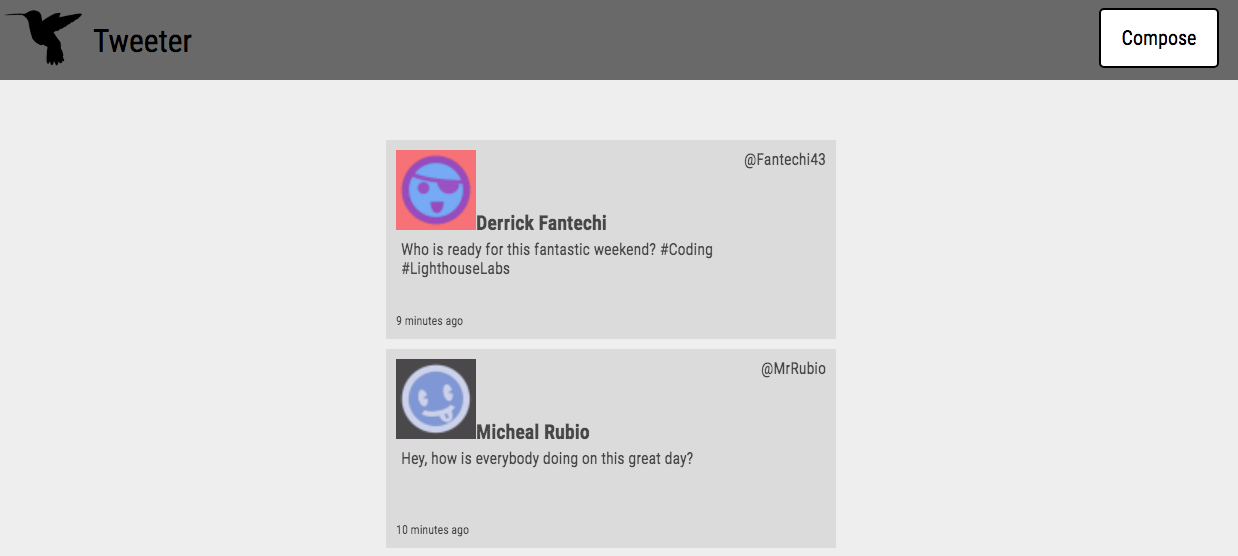 Tweeter
Compose
@Fantechi43
Derrick Fantechi
Who is ready for this fantastic weekend? #Coding
#LighthouseLabs
9 minutes ago
@MrRubio
Micheal Rubio
Hey, how is everybody doing on this great day?
10 minutes ago